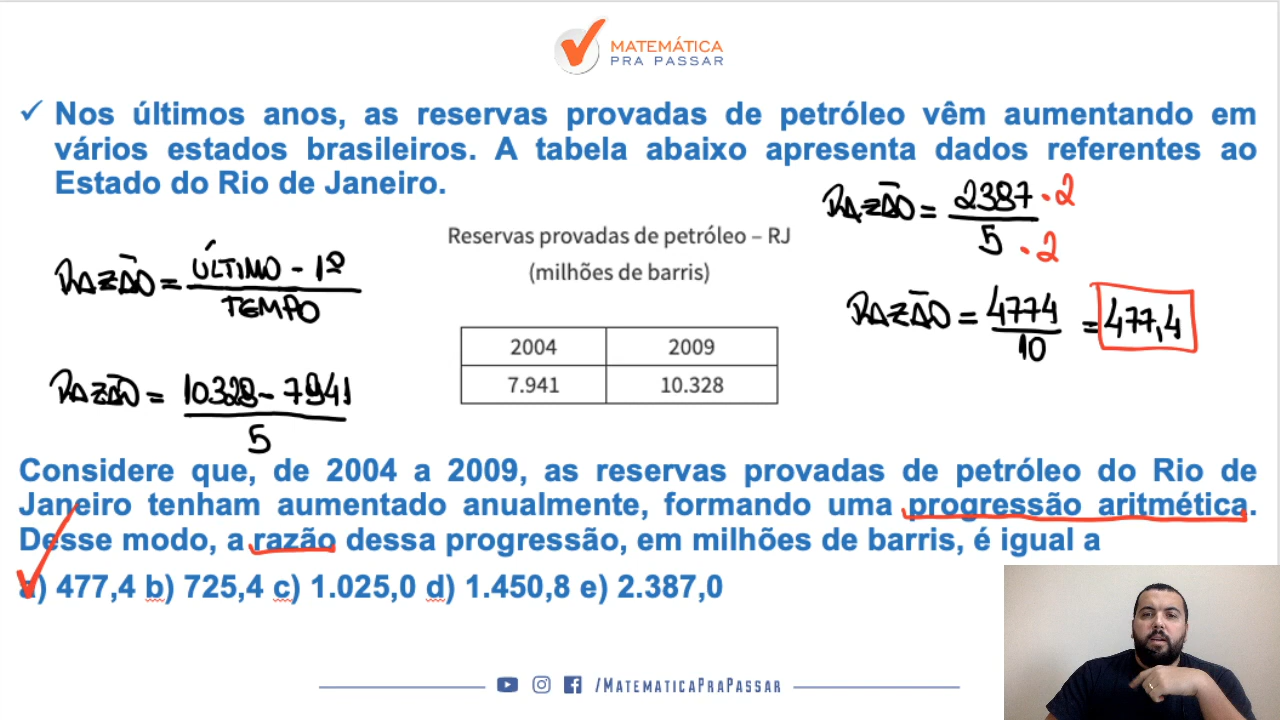 MATEMÁTICA
PRA PASSAR
✓ Nos últimos anos, as reservas provadas de petróleo vêm aumentando em
vários estados brasileiros. A tabela abaixo apresenta dados referentes ao
Estado do Rio de Janeiro.
RAZÃO = 2387 · 2
5 · 2
Reservas provadas de petróleo – RJ
(milhões de barris)
RAZÃO = ÚLTIMO - 1º
TEMPO
RAZÃO = 4774 = 477,4
10
2004 2009
7.941 10.328
RAZÃO = 10.328 - 7941
5
Considere que, de 2004 a 2009, as reservas provadas de petróleo do Rio de
Janeiro tenham aumentado anualmente, formando uma progressão aritmética.
Desse modo, a razão dessa progressão, em milhões de barris, é igual a
a) 477,4 b) 725,4 c) 1.025,0 d) 1.450,8 e) 2.387,0
/MATEMATICAPRAPASSAR